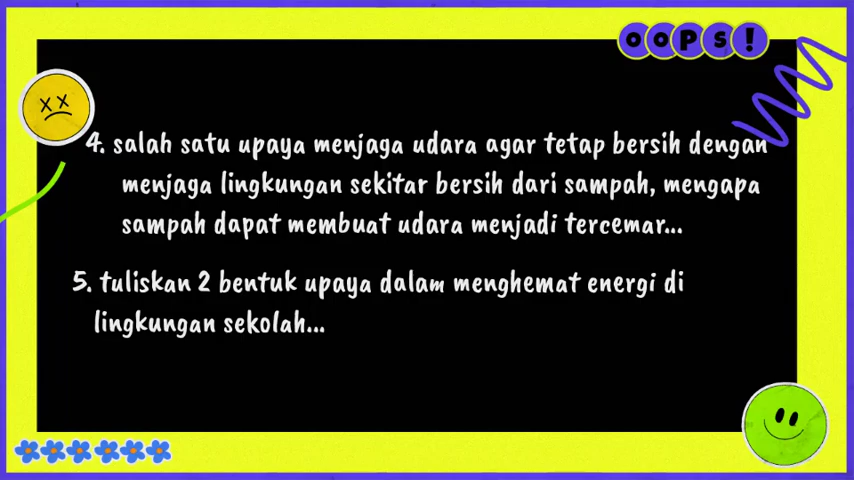 OOPS!
4. salah satu upaya menjaga udara agar tetap bersih dengan
menjaga lingkungan sekitar bersih dari sampah, mengapa
sampah dapat membuat udara menjadi tercemar...
5. tuliskan 2 bentuk upaya dalam menghemat energi di
lingkungan sekolah...